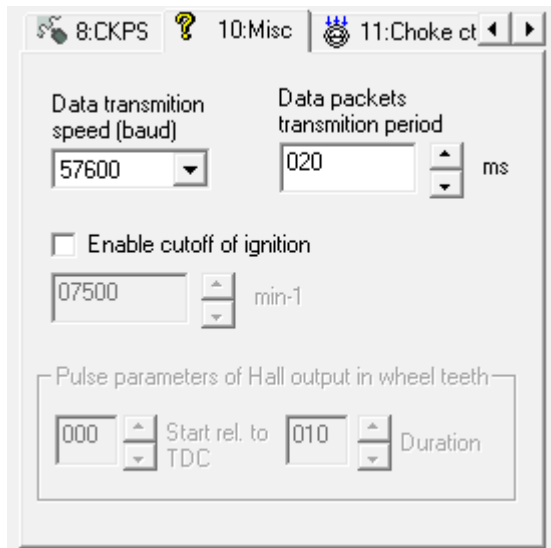 8:CKPS 10:Misc 11:Choke ct
Data transmition
speed (baud)
57600
Data packets
transmition period
020 ms
Enable cutoff of ignition
07500 min-1
Pulse parameters of Hall output in wheel teeth
000 Start rel. to
TDC
010 Duration